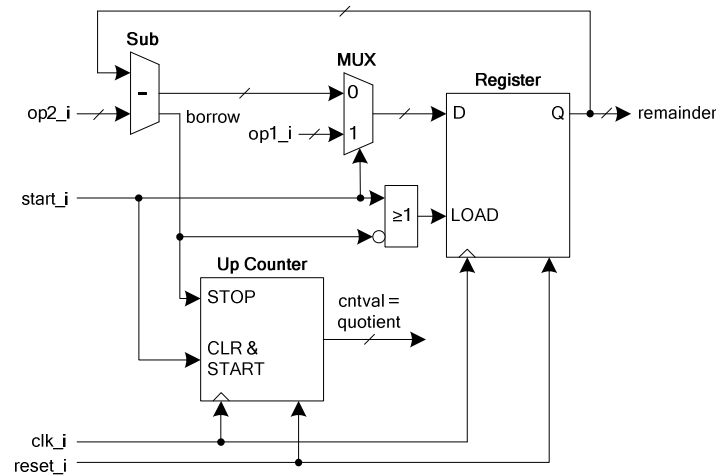 Sub
MUX
Register
-
0
op2_i
borrow
op1_i
1
D
Q
remainder
start_i
≥1
LOAD
Up Counter
STOP
cntval =
quotient
CLR &
START
clk_i
reset_i